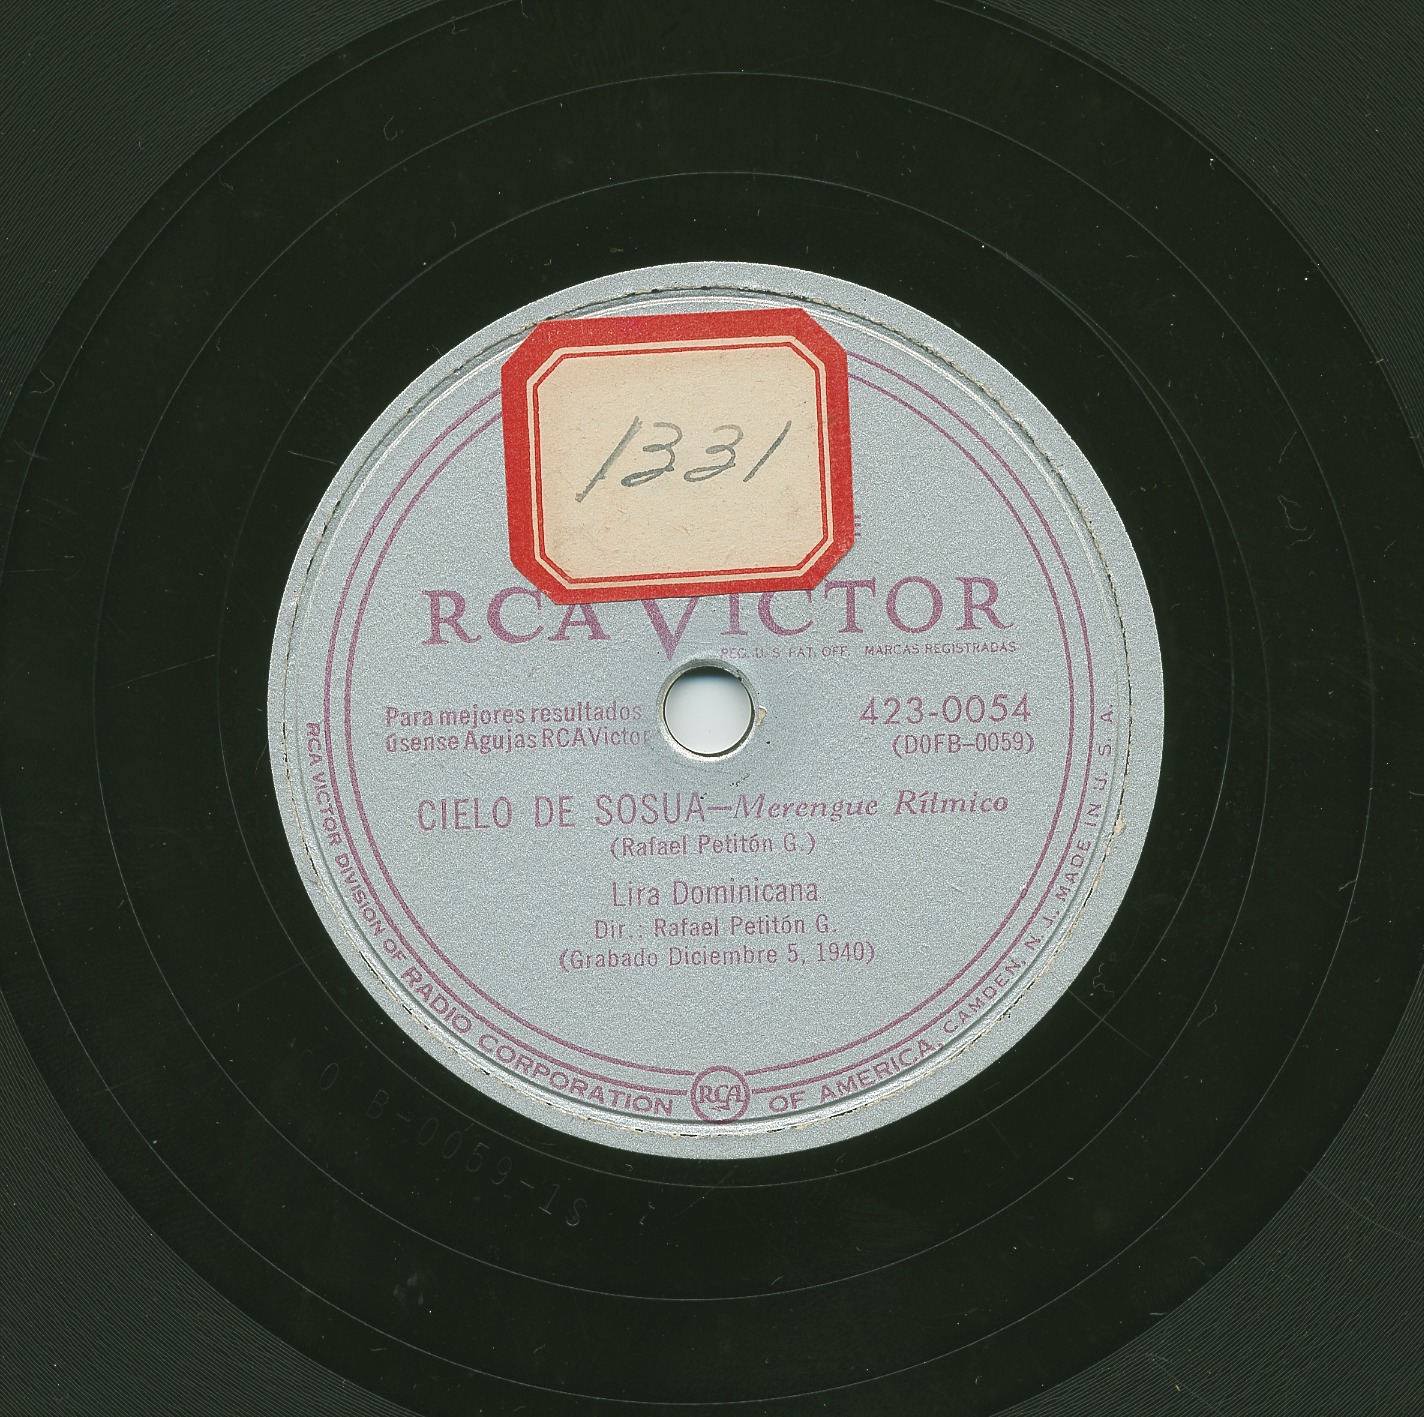 1331
RCA VICTOR
REG. U. S. PAT. OFF. MARCAS REGISTRADAS
Para mejores resultados
úsense Agujas RCA Victor
423-0054
(D0FB-0059)
CIELO DE SOSUA—Merengue Rítmico
(Rafael Petitón G.)
Lira Dominicana
Dir.: Rafael Petitón G.
(Grabado Diciembre 5, 1940)
RCA VICTOR DIVISION OF RADIO CORPORATION RCA OF AMERICA, CAMDEN, N. J. MADE IN U. S. A.
B-0059-1S